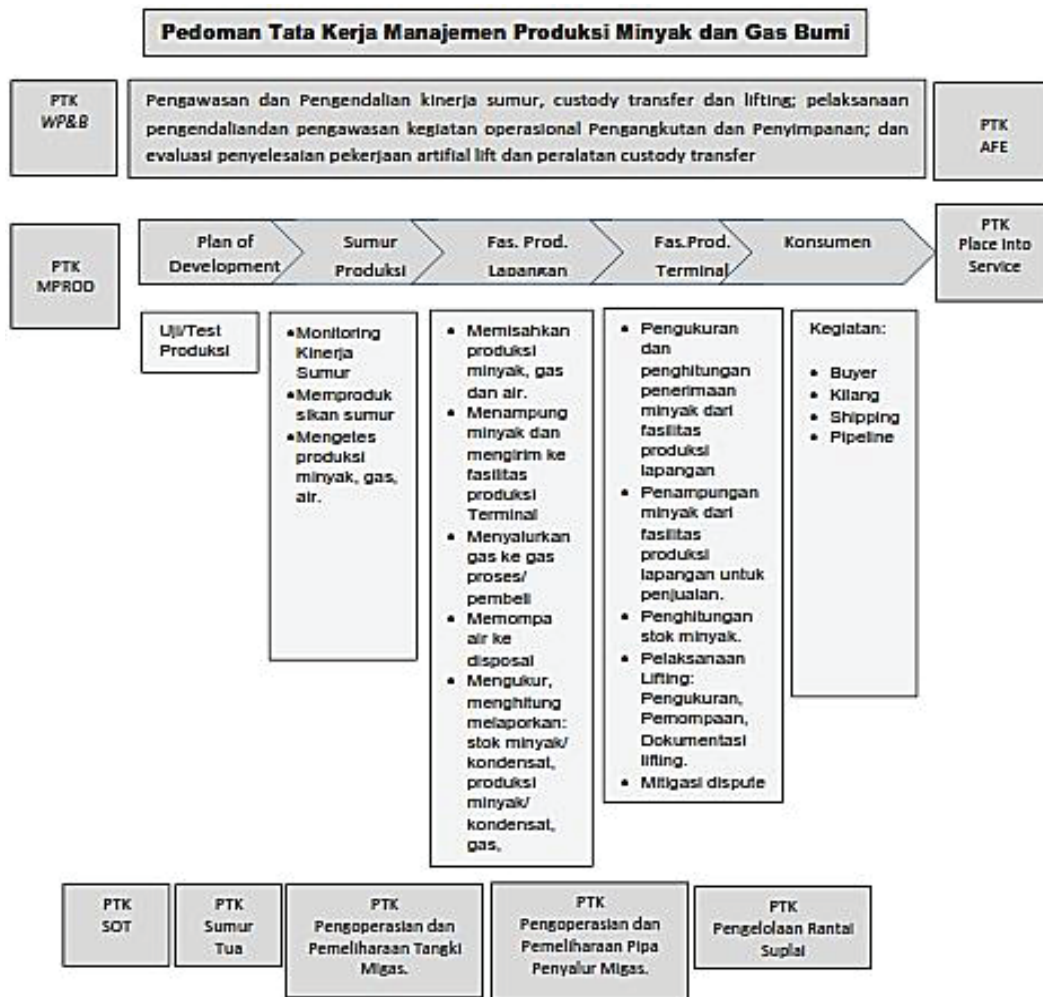 Pedoman Tata Kerja Manajemen Produksi Minyak dan Gas Bumi
PTK
WP&B
Pengawasan dan Pengendalian kinerja sumur, custody transfer dan lifting; pelaksanaan
pengendaliandan pengawasan kegiatan operasional Pengangkutan dan Penyimpanan; dan
evaluasi penyelesaian pekerjaan artifial lift dan peralatan custody transfer
PTK
AFE
PTK
MPROD
Plan of
Development
Sumur
Produksi
Fas. Prod.
Lapangan
Fas.Prod.
Terminal
Konsumen
PTK
Place Into
Service
Uji/Test
Produksi
•Monitoring
Kinerja
Sumur
•Memproduk
sikan sumur
•Mengetes
produksi
minyak, gas,
air.
• Memisahkan
produksi
minyak, gas
dan air.
• Menampung
minyak dan
mengirim ke
fasilitas
produksi
Terminal
• Menyalurkan
gas ke gas
proses/
pembeli
• Memompa
air ke
disposal
• Mengukur,
menghitung
melaporkan:
stok minyak/
kondensat,
produksi
minyak/
kondensat,
gas,
• Pengukuran
dan
penghitungan
penerimaan
minyak dari
fasilitas
produksi
lapangan
• Penampungan
minyak dari
fasilitas
produksi
lapangan untuk
penjualan.
• Penghitungan
stok minyak.
• Pelaksanaan
Lifting:
Pengukuran,
Pemompaan,
Dokumentasi
lifting.
• Mitigasi dispute
Kegiatan:
• Buyer
• Kilang
• Shipping
• Pipeline
PTK
SOT
PTK
Sumur
Tua
PTK
Pengoperasian dan
Pemeliharaan Tangki
Migas.
PTK
Pengoperasian dan
Pemeliharaan Pipa
Penyalur Migas.
PTK
Pengelolaan Rantai
Suplai